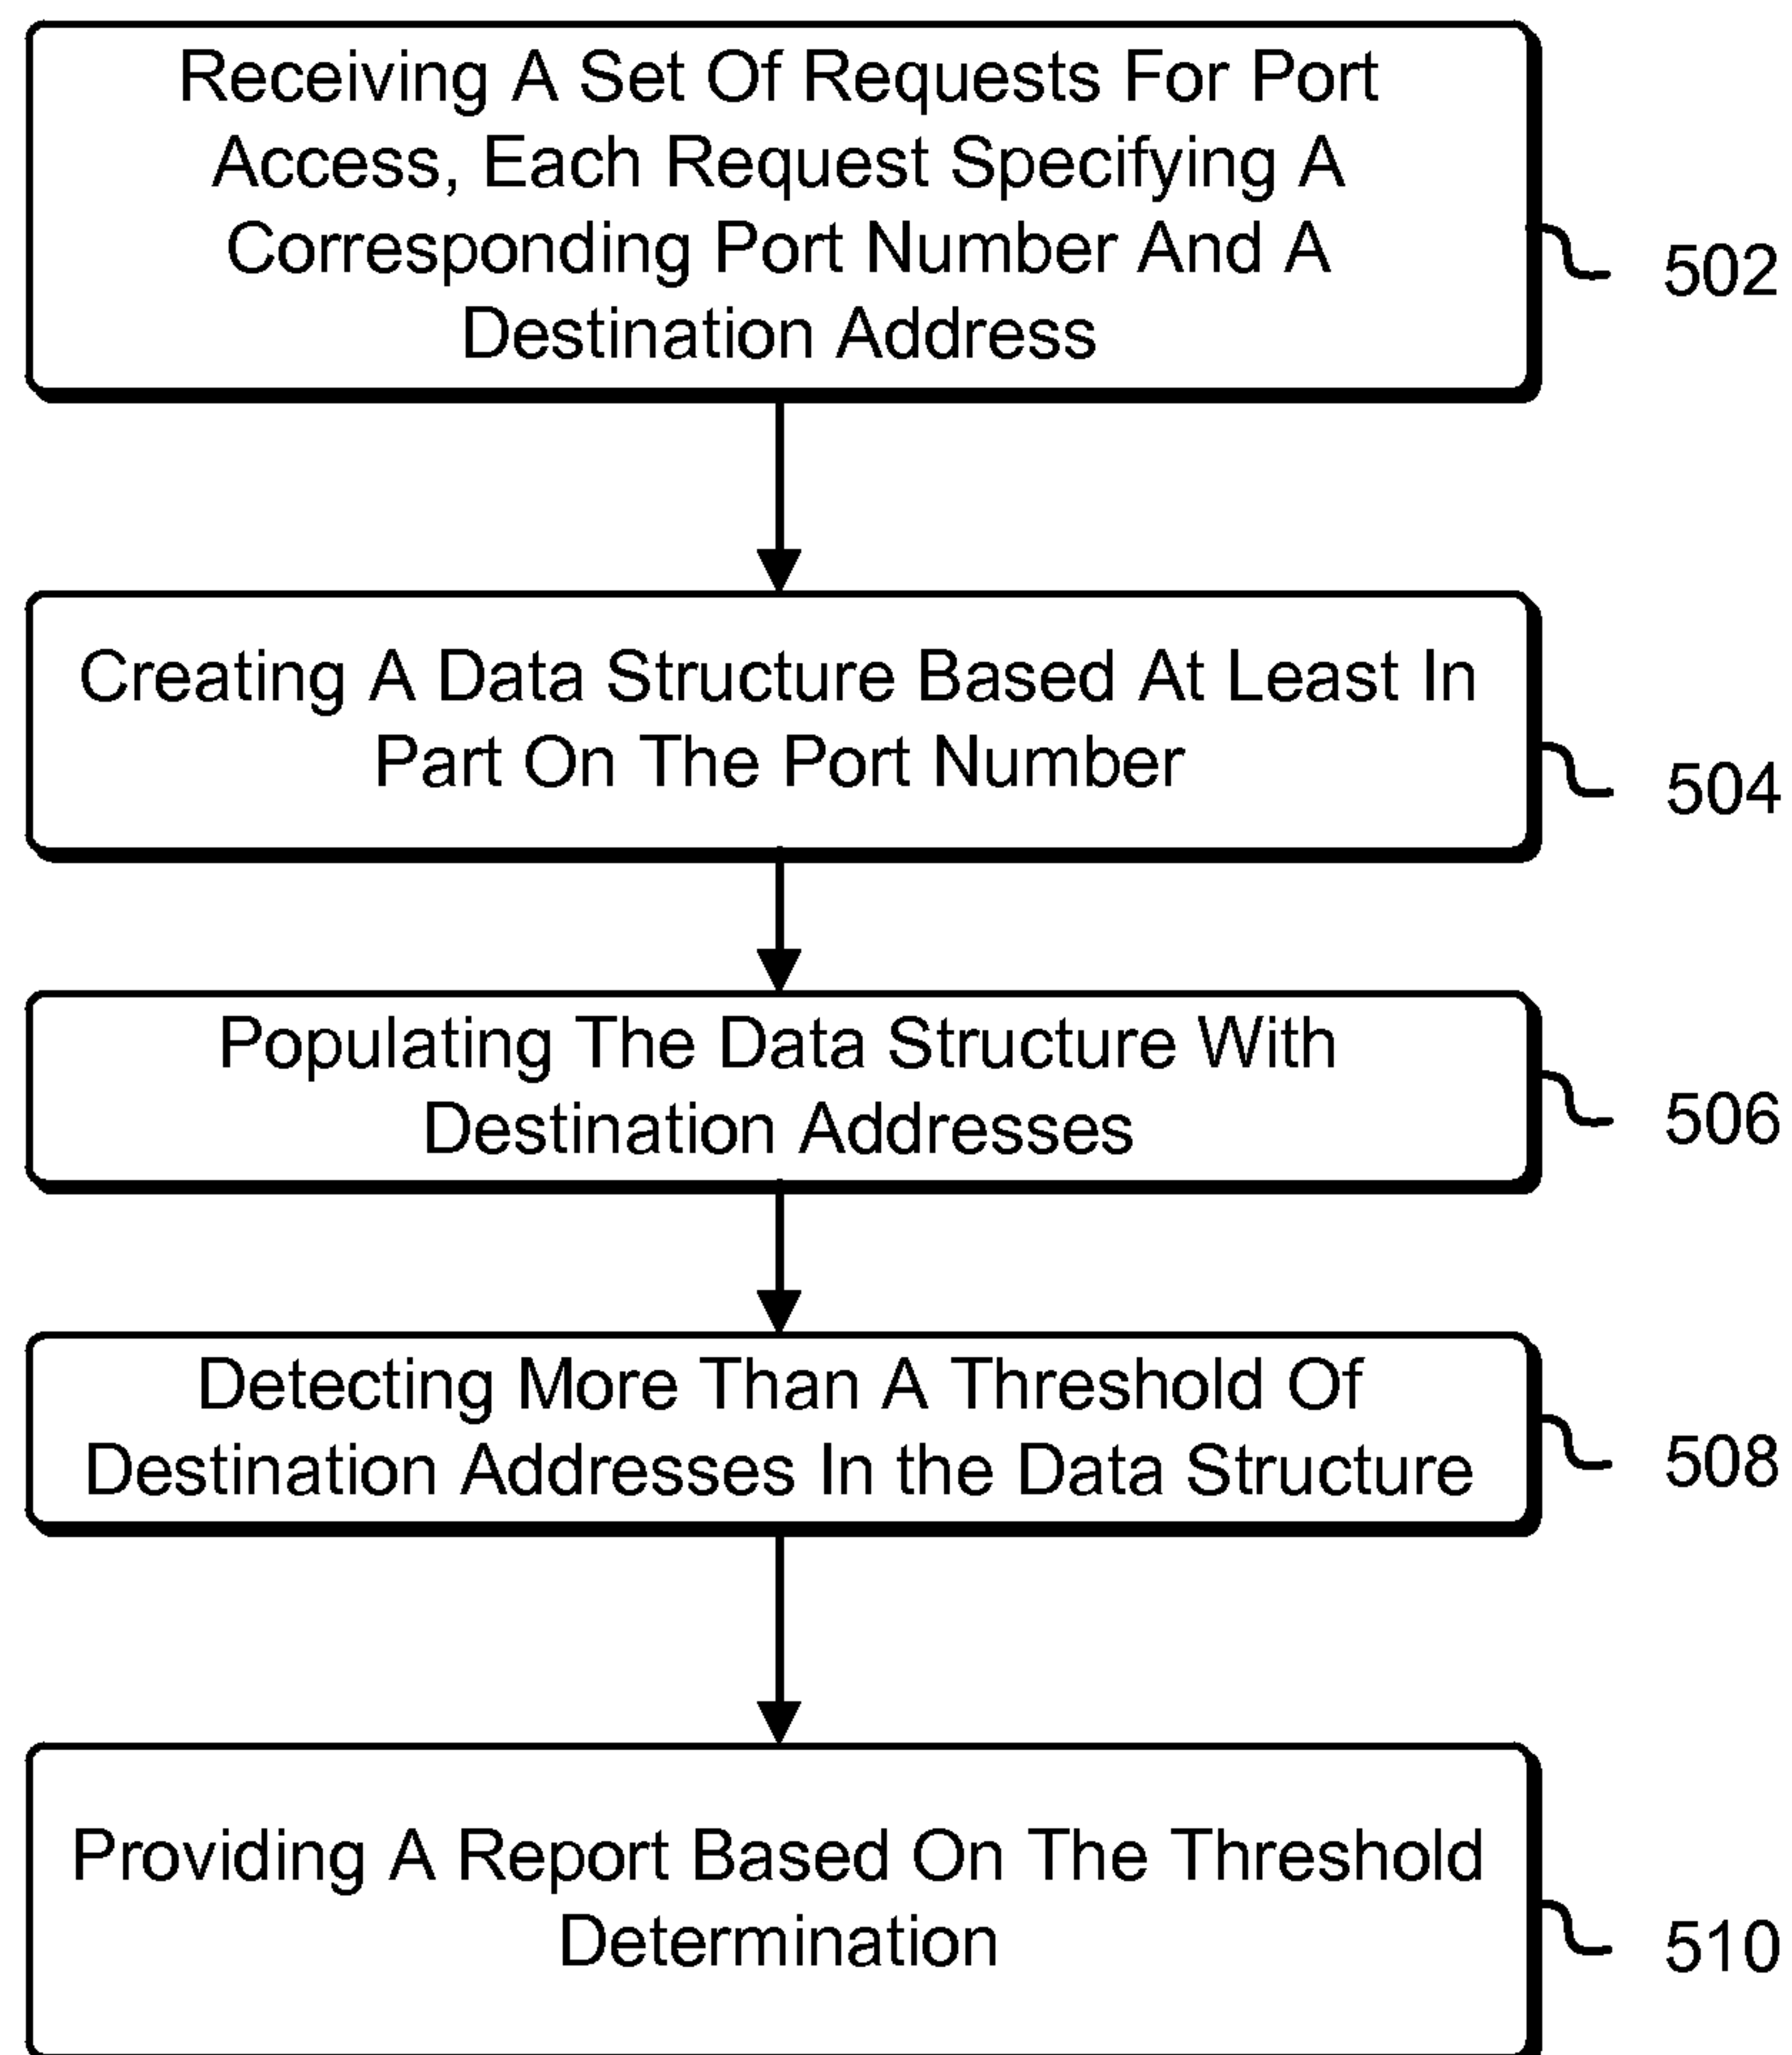 Receiving A Set Of Requests For Port
Access, Each Request Specifying A
Corresponding Port Number And A
Destination Address
502
Creating A Data Structure Based At Least In
Part On The Port Number
504
Populating The Data Structure With
Destination Addresses
506
Detecting More Than A Threshold Of
Destination Addresses In the Data Structure
508
Providing A Report Based On The Threshold
Determination
510